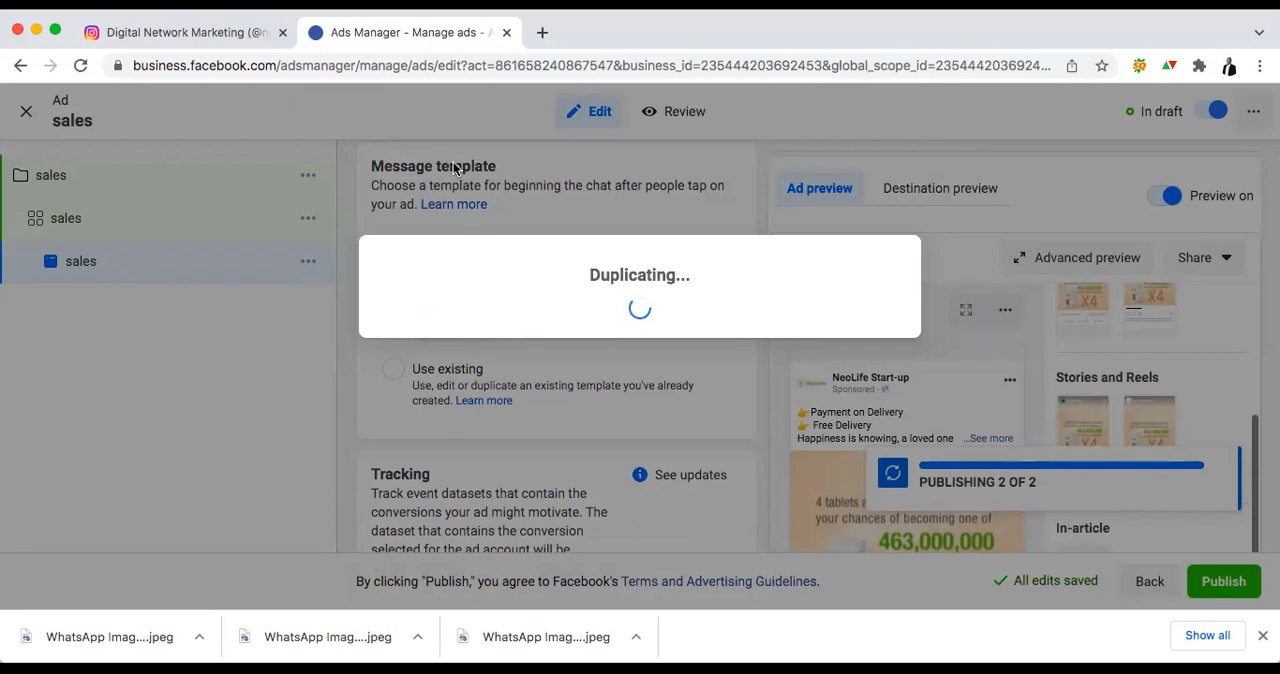 Digital Network Marketing (@n
Ads Manager - Manage ads - A
business.facebook.com/adsmanager/manage/ads/edit?act=861658240867547&business_id=235444203692453&global_scope_id=2354442036924...
Ad
sales
Edit
Review
In draft
sales
sales
sales
Message template
Choose a template for beginning the chat after people tap on
your ad. Learn more
Duplicating...
Use existing
Use, edit or duplicate an existing template you've already
created. Learn more
Tracking
See updates
Track event datasets that contain the
conversions your ad might motivate. The
dataset that contains the conversion
selected for the ad account will be
Ad preview
Destination preview
Preview on
Advanced preview
Share
X4
X4
NeoLife Start-up
Sponsored ·
👉Payment on Delivery
👉 Free Delivery
Happiness is knowing, a loved one ...See more
4 tablets a
your chances of becoming one of
463,000,000
Stories and Reels
PUBLISHING 2 OF 2
In-article
By clicking "Publish," you agree to Facebook's Terms and Advertising Guidelines.
All edits saved
Back
Publish
WhatsApp Imag....jpeg
WhatsApp Imag....jpeg
WhatsApp Imag....jpeg
Show all